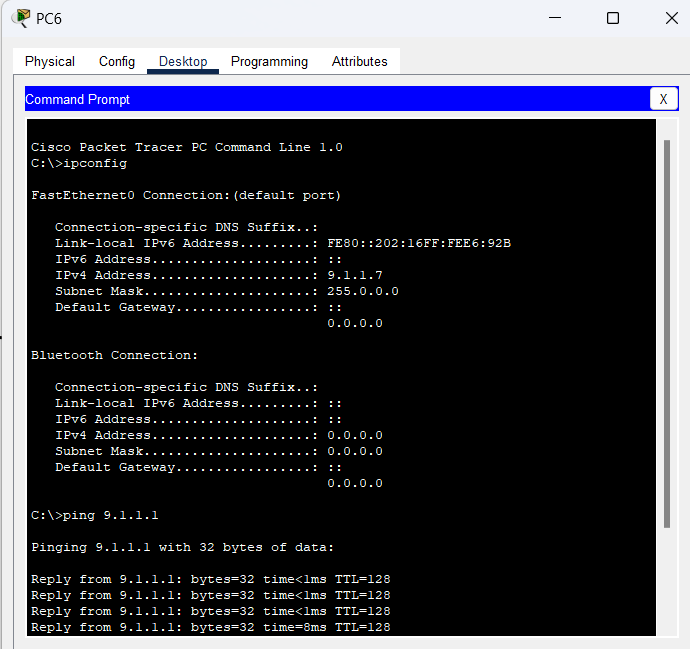 PC6
Physical Config Desktop Programming Attributes
Command Prompt X
Cisco Packet Tracer PC Command Line 1.0
C:\>ipconfig
FastEthernet0 Connection:(default port)
Connection-specific DNS Suffix..:
Link-local IPv6 Address.........: FE80::202:16FF:FEE6:92B
IPv6 Address....................: ::
IPv4 Address....................: 9.1.1.7
Subnet Mask.....................: 255.0.0.0
Default Gateway.................: ::
0.0.0.0
Bluetooth Connection:
Connection-specific DNS Suffix..:
Link-local IPv6 Address.........: ::
IPv6 Address....................: ::
IPv4 Address....................: 0.0.0.0
Subnet Mask.....................: 0.0.0.0
Default Gateway.................: ::
0.0.0.0
C:\>ping 9.1.1.1
Pinging 9.1.1.1 with 32 bytes of data:
Reply from 9.1.1.1: bytes=32 time<1ms TTL=128
Reply from 9.1.1.1: bytes=32 time<1ms TTL=128
Reply from 9.1.1.1: bytes=32 time<1ms TTL=128
Reply from 9.1.1.1: bytes=32 time=8ms TTL=128